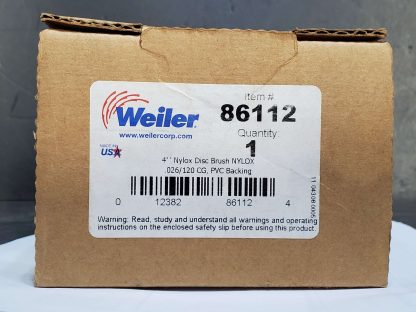 Item #
Weiler®
86112
www.weilercorp.com
Quantity
1
MADE IN
USA
4'' Nylox Disc Brush NYLOX
.026/120 CG, PVC Backing
0 12382 86112 4
Warning: Read, study and understand all warnings and operating
instructions on the enclosed safety slip before using this product.